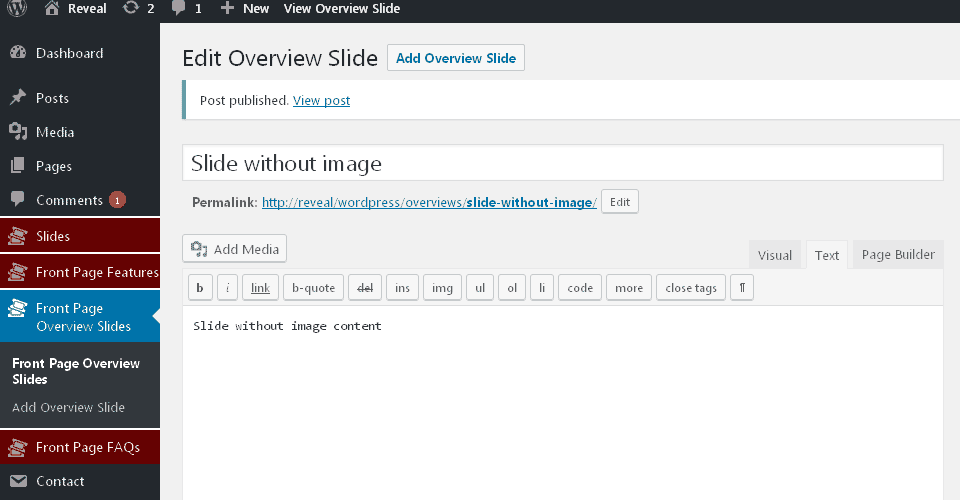 Reveal 2 1 New View Overview Slide
Dashboard
Posts
Media
Pages
Comments 1
Slides
Front Page Features
Front Page
Overview Slides
Front Page Overview
Slides
Add Overview Slide
Front Page FAQs
Contact
Edit Overview Slide Add Overview Slide
Post published. View post
Slide without image
Permalink: http://reveal/wordpress/overviews/slide-without-image/ Edit
Add Media
Visual Text Page Builder
b i link b-quote del ins img ul ol li code more close tags ¶
Slide without image content